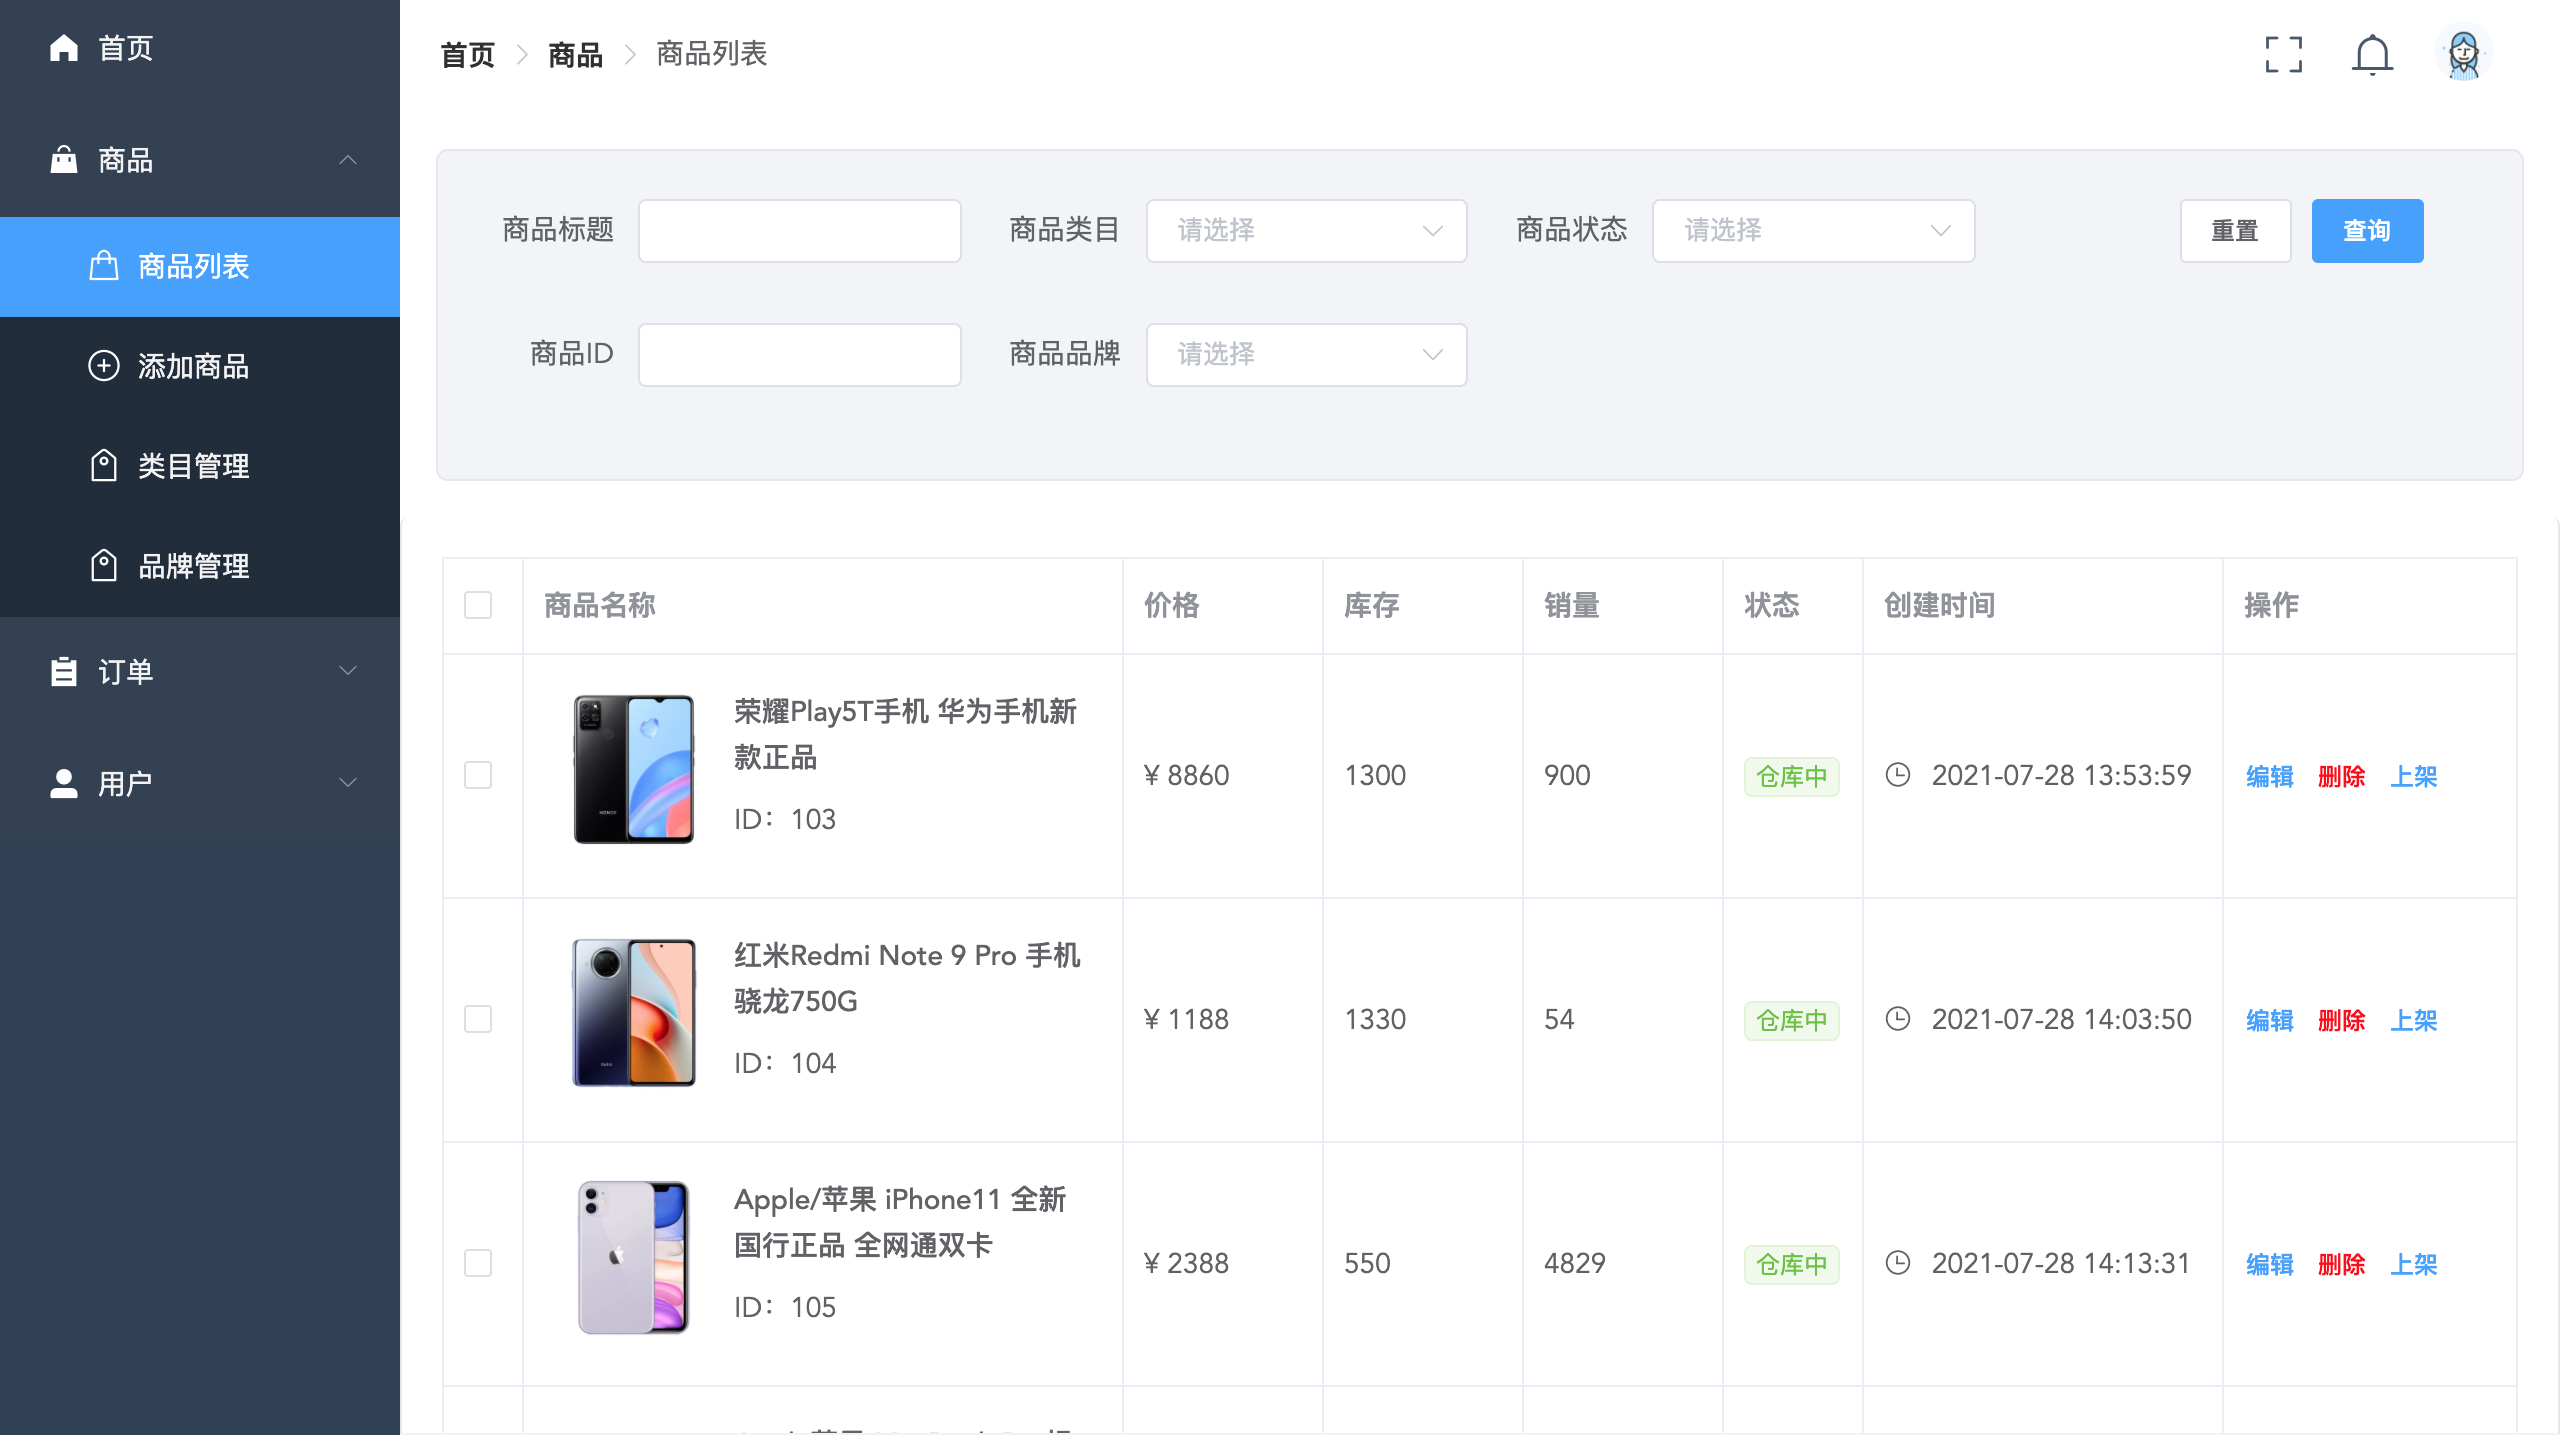 首页
商品
商品列表
添加商品
类目管理
品牌管理
订单
用户
首页 商品 商品列表
商品标题 商品类目 请选择 商品状态 请选择 重置 查询
商品ID 商品品牌 请选择
商品名称 价格 库存 销量 状态 创建时间 操作
荣耀Play5T手机 华为手机新
款正品
ID：103
¥ 8860 1300 900 仓库中 2021-07-28 13:53:59 编辑 删除 上架
红米Redmi Note 9 Pro 手机
骁龙750G
ID：104
¥ 1188 1330 54 仓库中 2021-07-28 14:03:50 编辑 删除 上架
Apple/苹果 iPhone11 全新
国行正品 全网通双卡
ID：105
¥ 2388 550 4829 仓库中 2021-07-28 14:13:31 编辑 删除 上架